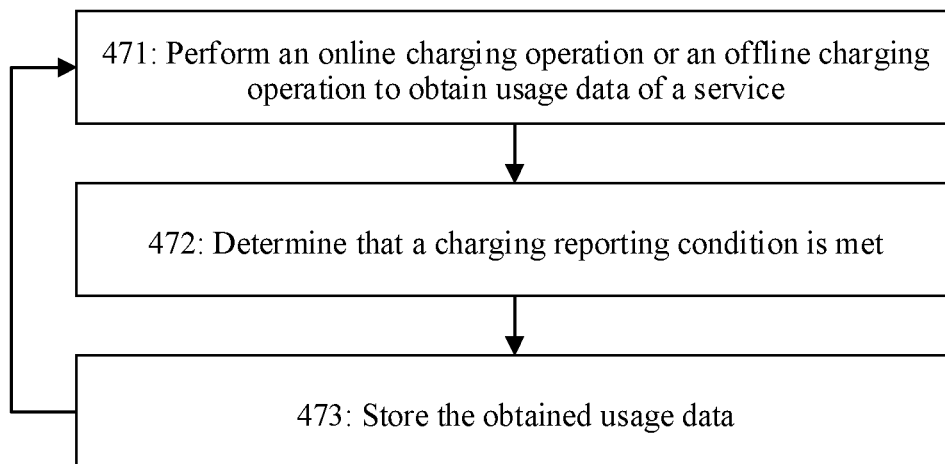 471: Perform an online charging operation or an offline charging
operation to obtain usage data of a service
472: Determine that a charging reporting condition is met
473: Store the obtained usage data